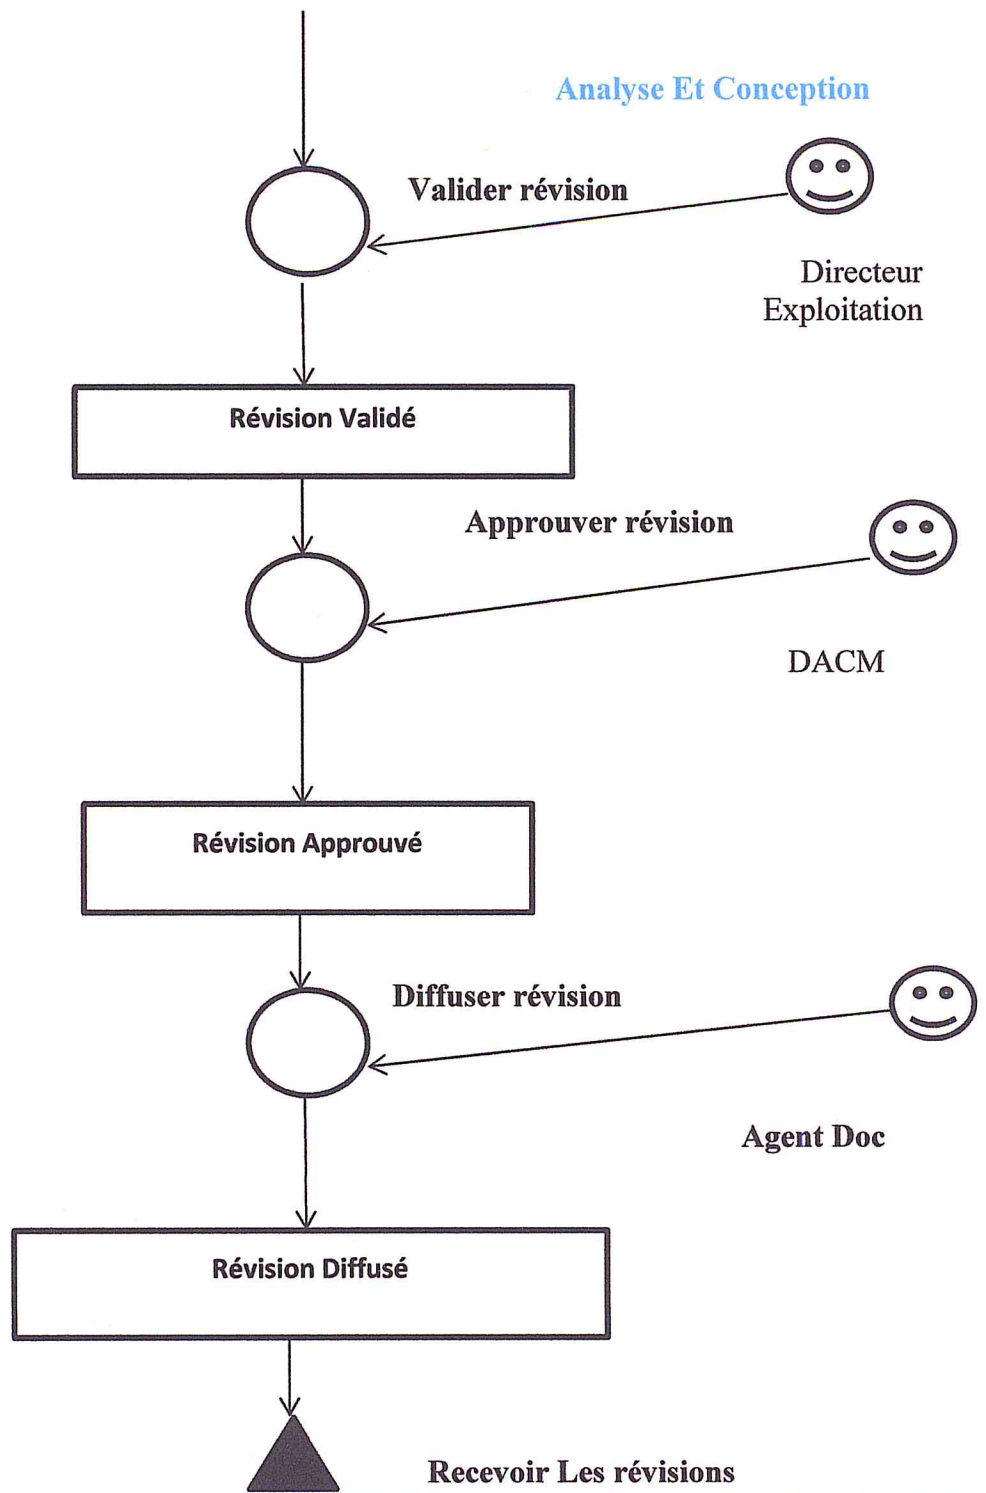 Analyse Et Conception
Valider révision
Directeur
Exploitation
Révision Validé
Approuver révision
DACM
Révision Approuvé
Diffuser révision
Agent Doc
Révision Diffusé
Recevoir Les révisions